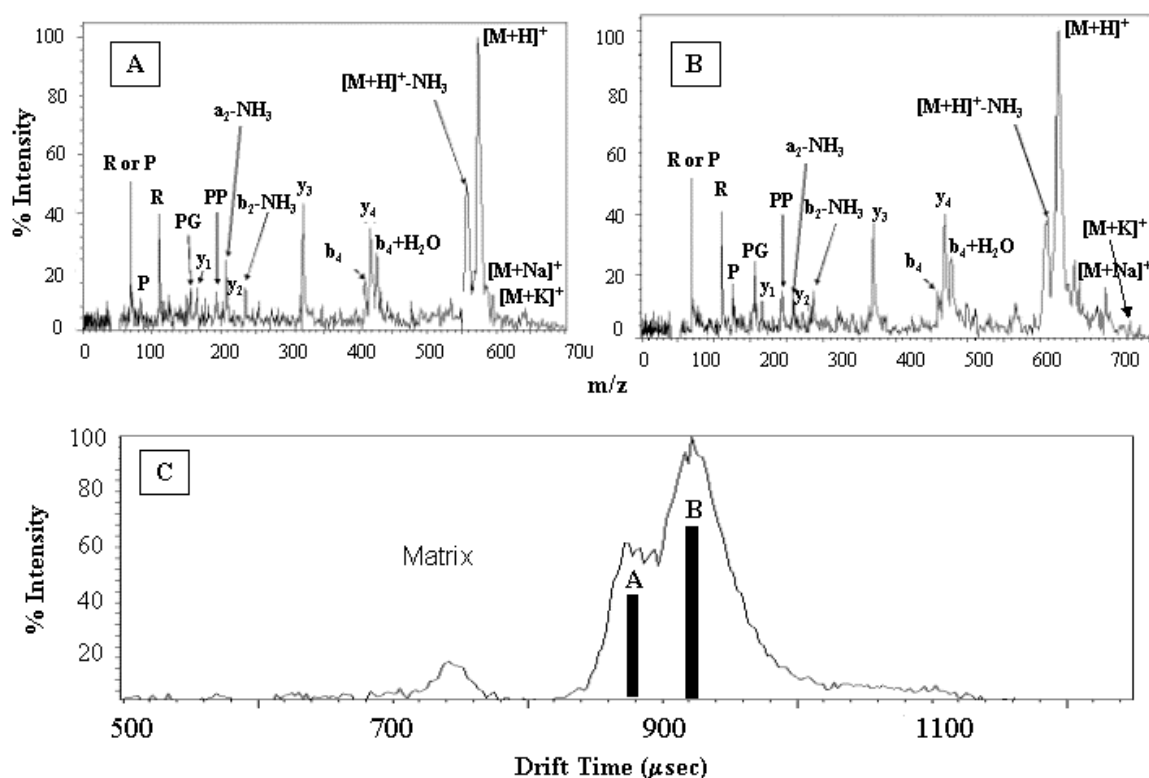 A
[M+H]⁺
[M+H]⁺-NH₃
a₂-NH₃
R or P
R
PG
PP
b₂-NH₃
y₃
y₄
b₄
b₄+H₂O
P
y₁
y₂
[M+Na]⁺
[M+K]⁺
% Intensity
100
80
60
40
20
0
0 100 200 300 400 500 600 700
B
[M+H]⁺
[M+H]⁺-NH₃
a₂-NH₃
R or P
R
PP
b₂-NH₃
y₃
y₄
PG
P
y₁
y₂
b₄
b₄+H₂O
[M+K]⁺
[M+Na]⁺
100
80
60
40
20
0
0 100 200 300 400 500 600 700
m/z
C
% Intensity
100
80
60
40
20
Matrix
A
B
500 700 900 1100
Drift Time (μsec)